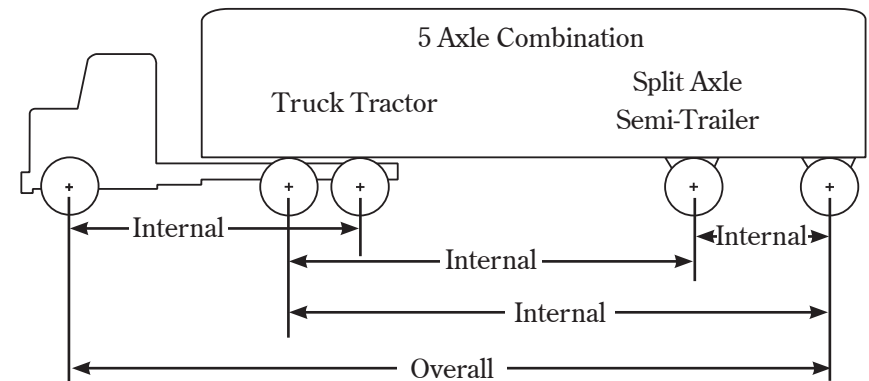 5 Axle Combination
Truck Tractor
Split Axle
Semi-Trailer
Internal
Internal
Internal
Internal
Overall